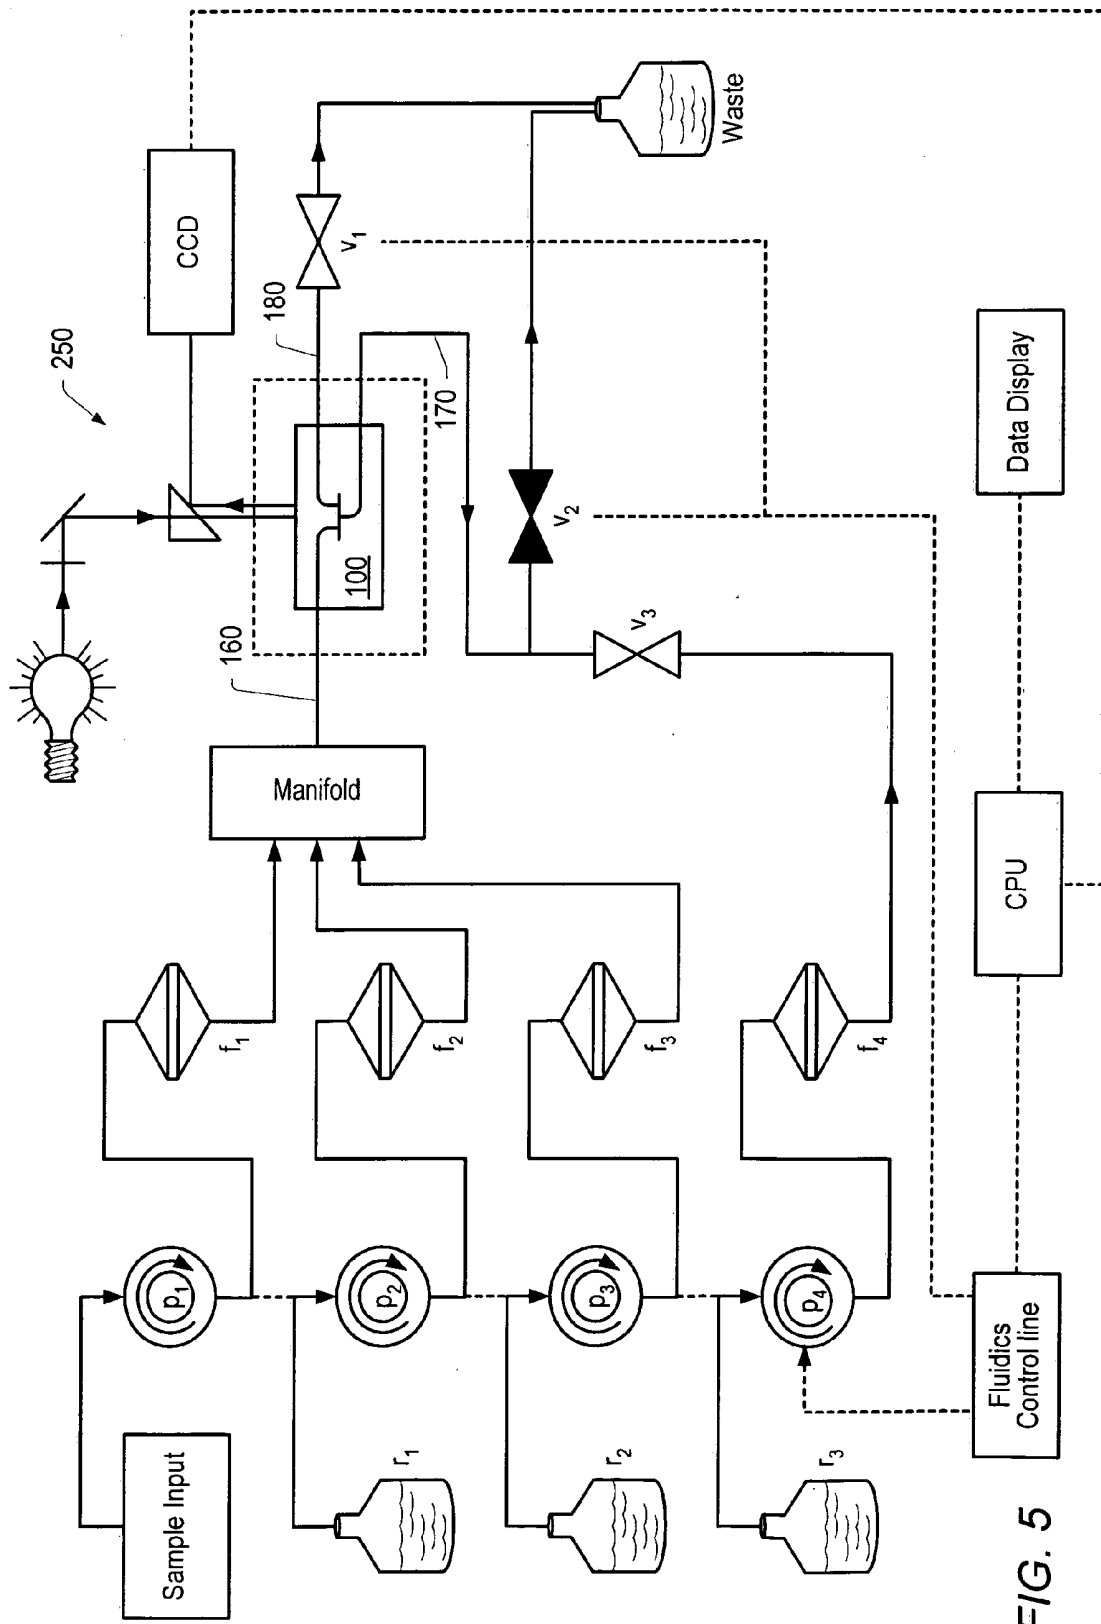 250
CCD
180
v1
Waste
100
170
160
v2
v3
Manifold
Data Display
CPU
f1
f2
f3
f4
p1
p2
p3
p4
Sample Input
r1
r2
r3
Fluidics
Control line
FIG. 5